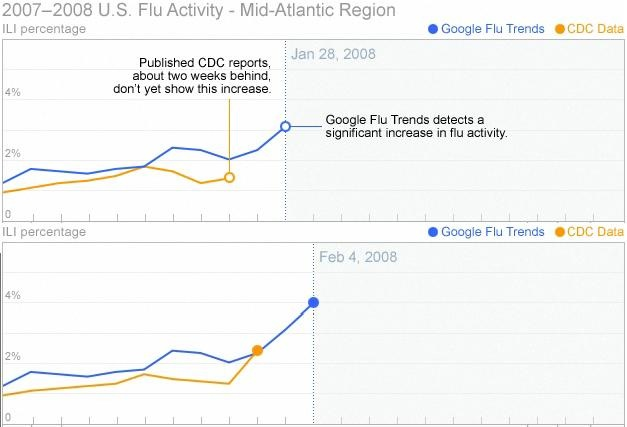 2007–2008 U.S. Flu Activity - Mid-Atlantic Region
ILI percentage
Google Flu Trends
CDC Data
Jan 28, 2008
Published CDC reports,
about two weeks behind,
don't yet show this increase.
4%
Google Flu Trends detects a
significant increase in flu activity.
2%
0
ILI percentage
Google Flu Trends
CDC Data
Feb 4, 2008
4%
2%
0